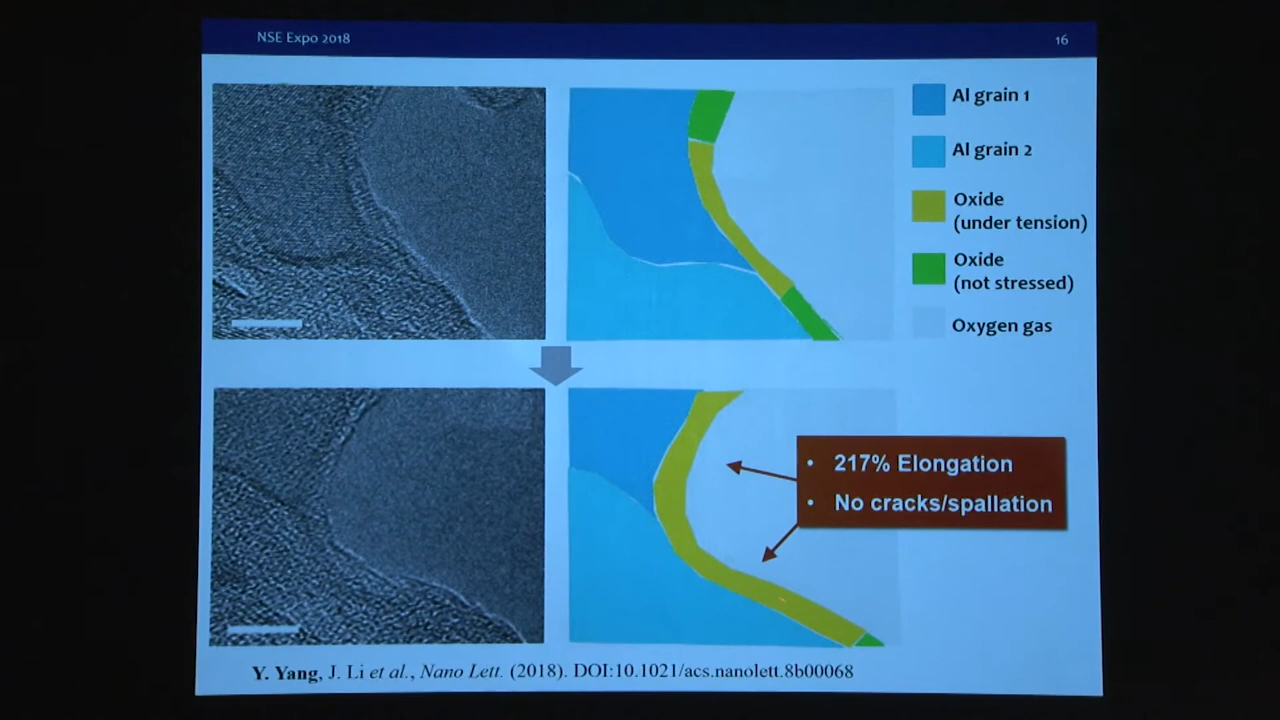 NSE Expo 2018
16
Al grain 1
Al grain 2
Oxide
(under tension)
Oxide
(not stressed)
Oxygen gas
• 217% Elongation
• No cracks/spallation
Y. Yang, J. Li et al., Nano Lett. (2018). DOI:10.1021/acs.nanolett.8b00068